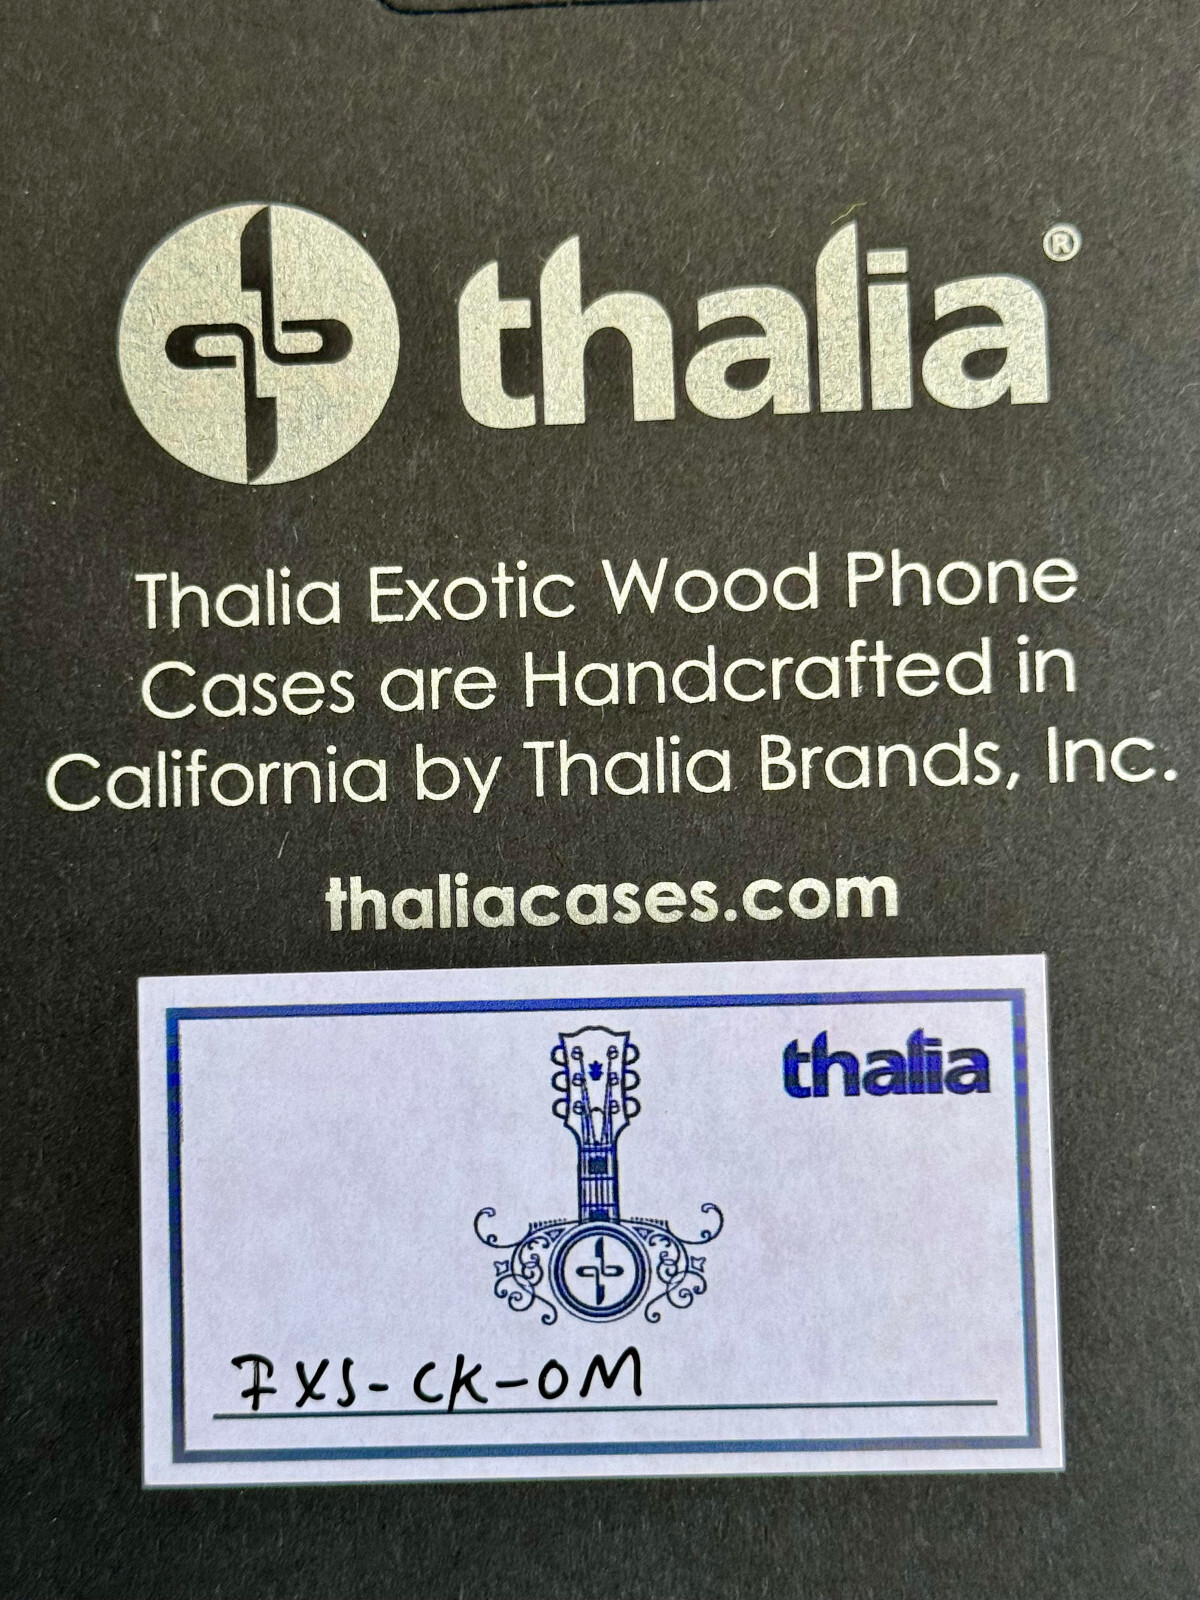 thalia®
Thalia Exotic Wood Phone
Cases are Handcrafted in
California by Thalia Brands, Inc.
thaliacases.com
thalia
IXS-CK-OM